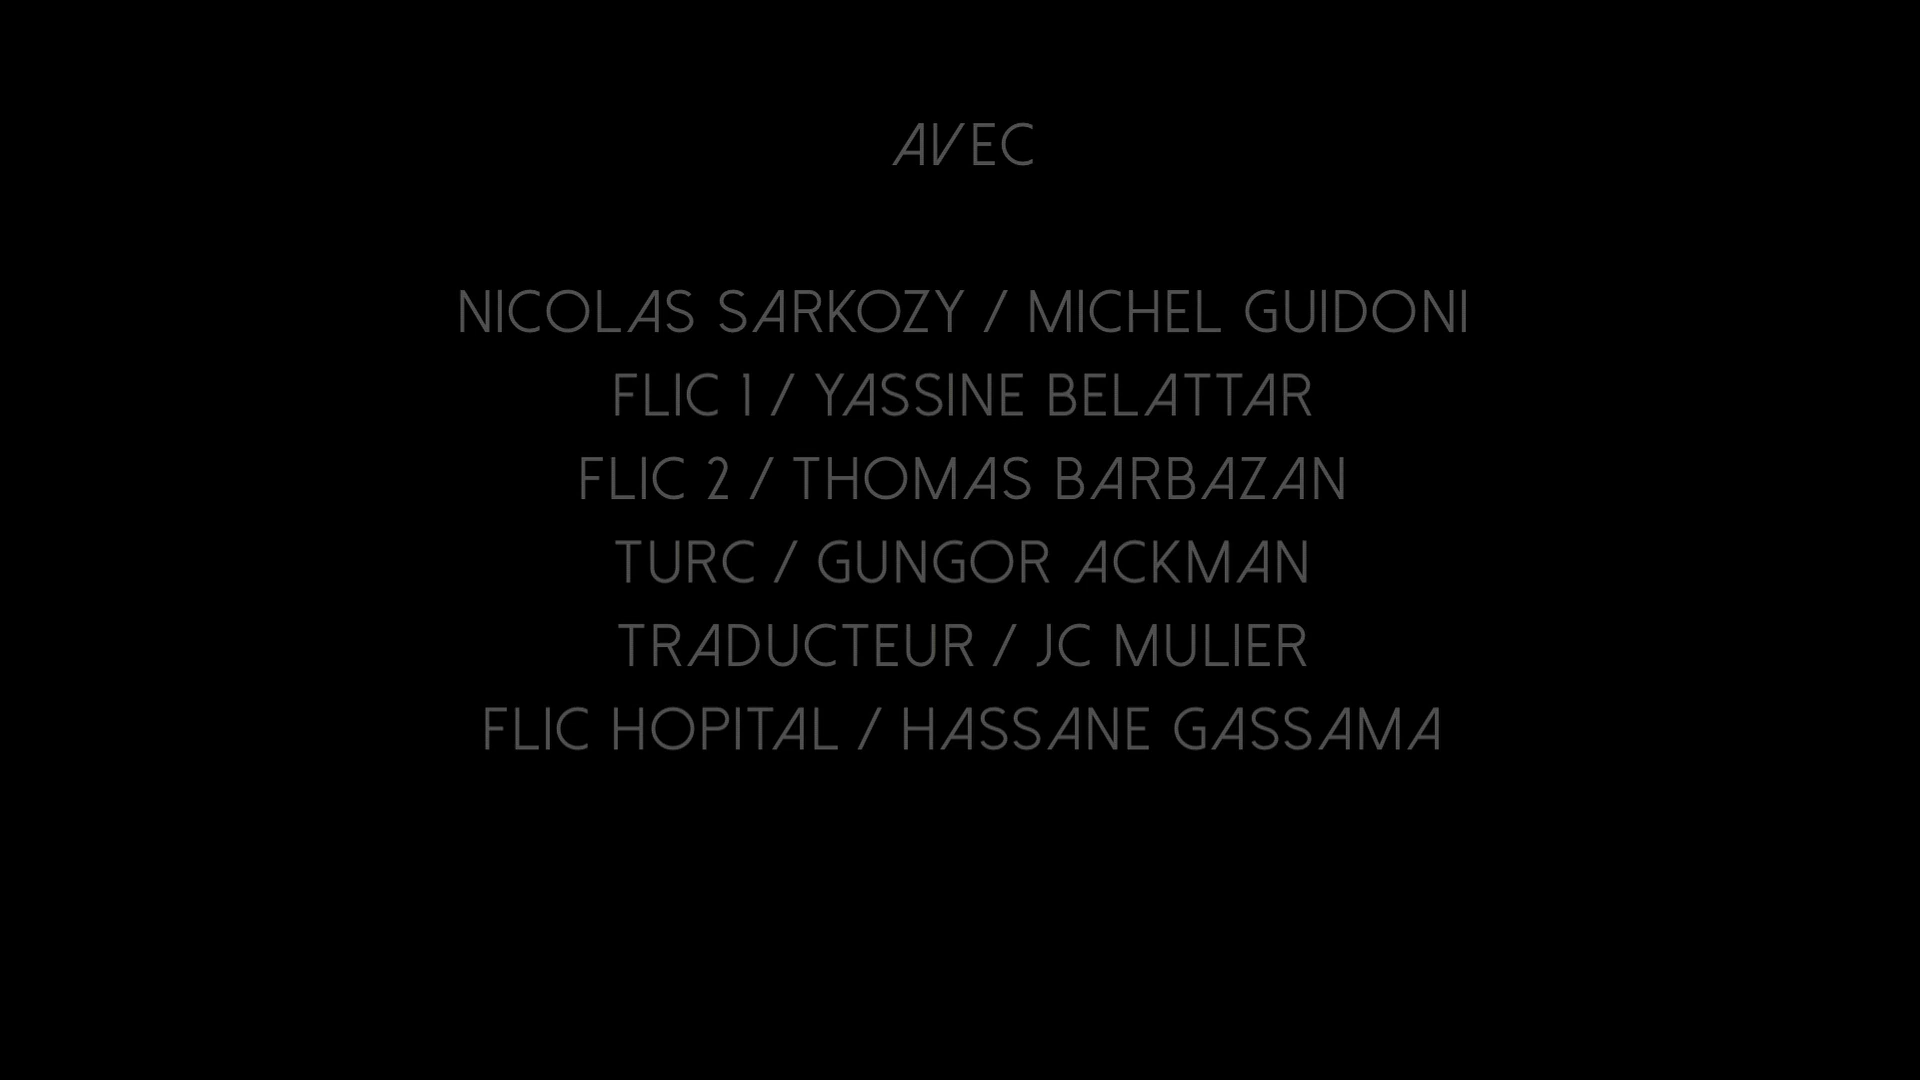 AVEC
NICOLAS SARKOZY / MICHEL GUIDONI
FLIC 1 / YASSINE BELATTAR
FLIC 2 / THOMAS BARBAZAN
TURC / GUNGOR ACKMAN
TRADUCTEUR / JC MULIER
FLIC HOPITAL / HASSANE GASSAMA